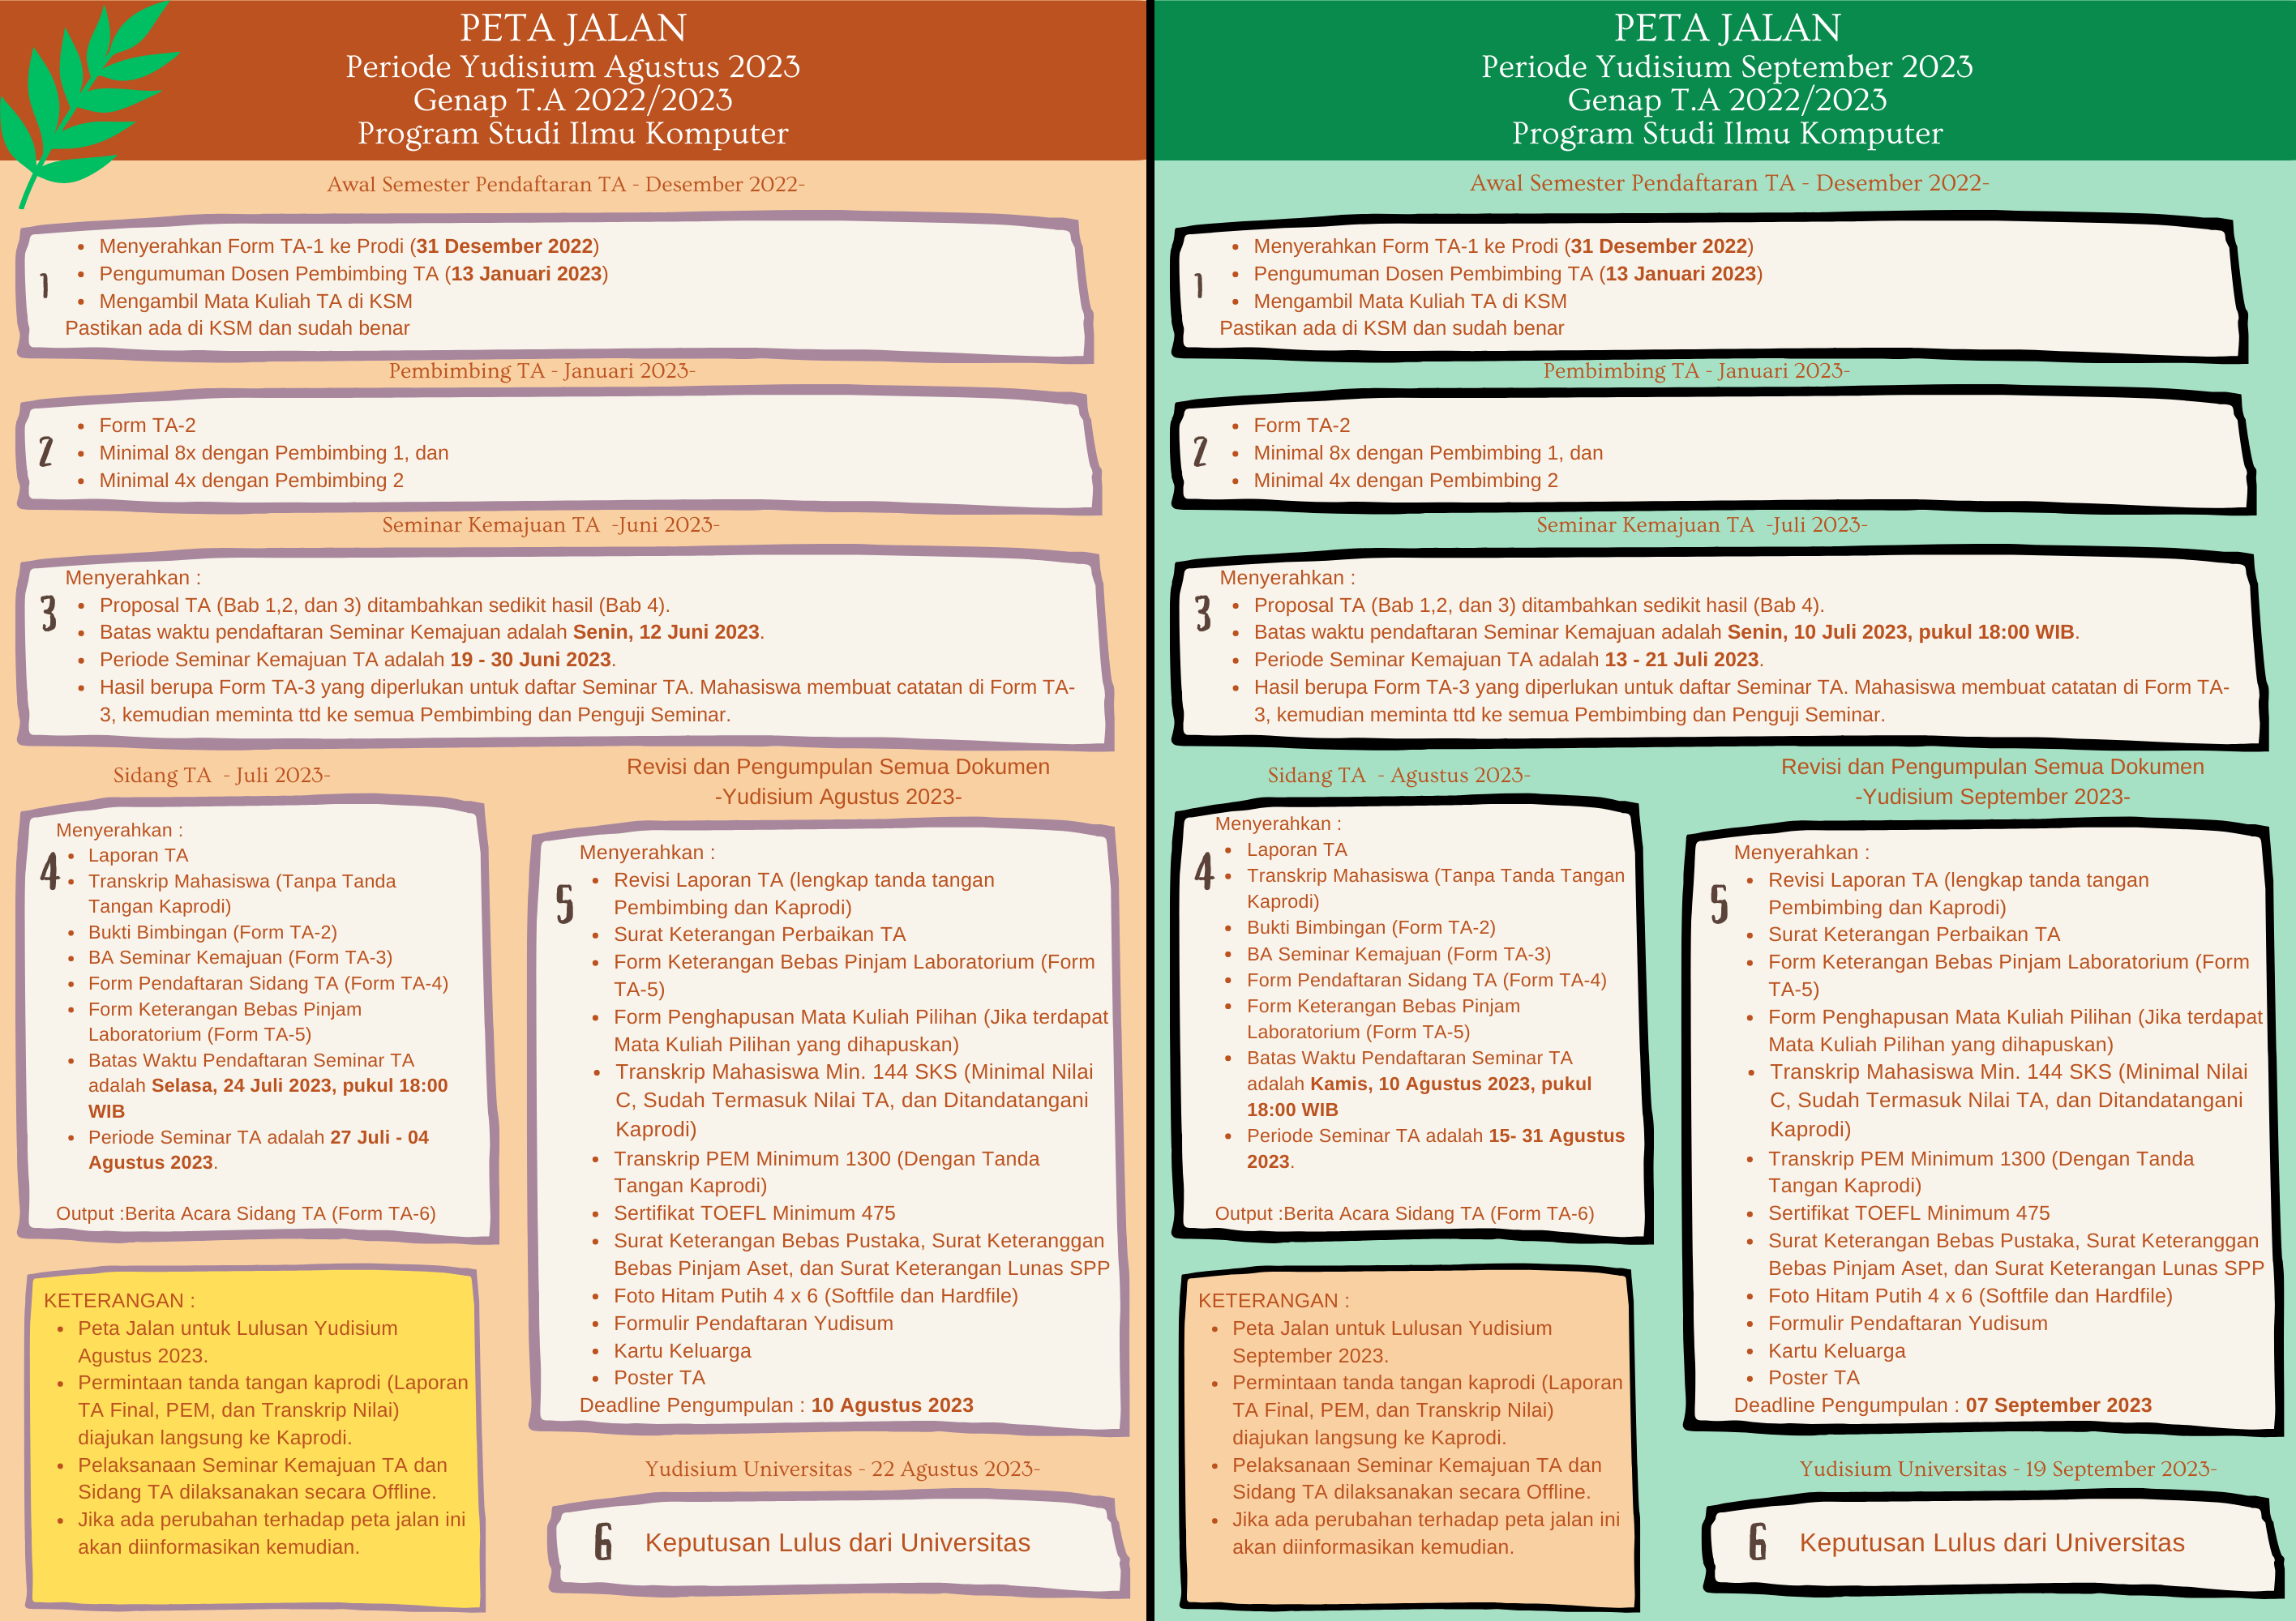 PETA JALAN
Periode Yudisium Agustus 2023
Genap T.A 2022/2023
Program Studi Ilmu Komputer
Awal Semester Pendaftaran TA - Desember 2022-
1
• Menyerahkan Form TA-1 ke Prodi (31 Desember 2022)
• Pengumuman Dosen Pembimbing TA (13 Januari 2023)
• Mengambil Mata Kuliah TA di KSM
Pastikan ada di KSM dan sudah benar
Pembimbing TA - Januari 2023-
2
• Form TA-2
• Minimal 8x dengan Pembimbing 1, dan
• Minimal 4x dengan Pembimbing 2
Seminar Kemajuan TA -Juni 2023-
3
Menyerahkan :
• Proposal TA (Bab 1,2, dan 3) ditambahkan sedikit hasil (Bab 4).
• Batas waktu pendaftaran Seminar Kemajuan adalah Senin, 12 Juni 2023.
• Periode Seminar Kemajuan TA adalah 19 - 30 Juni 2023.
• Hasil berupa Form TA-3 yang diperlukan untuk daftar Seminar TA. Mahasiswa membuat catatan di Form TA-
3, kemudian meminta ttd ke semua Pembimbing dan Penguji Seminar.
Sidang TA - Juli 2023-
4
Menyerahkan :
• Laporan TA
• Transkrip Mahasiswa (Tanpa Tanda
Tangan Kaprodi)
• Bukti Bimbingan (Form TA-2)
• BA Seminar Kemajuan (Form TA-3)
• Form Pendaftaran Sidang TA (Form TA-4)
• Form Keterangan Bebas Pinjam
Laboratorium (Form TA-5)
• Batas Waktu Pendaftaran Seminar TA
adalah Selasa, 24 Juli 2023, pukul 18:00
WIB
• Periode Seminar TA adalah 27 Juli - 04
Agustus 2023.
Output :Berita Acara Sidang TA (Form TA-6)
Revisi dan Pengumpulan Semua Dokumen
-Yudisium Agustus 2023-
5
Menyerahkan :
• Revisi Laporan TA (lengkap tanda tangan
Pembimbing dan Kaprodi)
• Surat Keterangan Perbaikan TA
• Form Keterangan Bebas Pinjam Laboratorium (Form
TA-5)
• Form Penghapusan Mata Kuliah Pilihan (Jika terdapat
Mata Kuliah Pilihan yang dihapuskan)
• Transkrip Mahasiswa Min. 144 SKS (Minimal Nilai
C, Sudah Termasuk Nilai TA, dan Ditandatangani
Kaprodi)
• Transkrip PEM Minimum 1300 (Dengan Tanda
Tangan Kaprodi)
• Sertifikat TOEFL Minimum 475
• Surat Keterangan Bebas Pustaka, Surat Keteranggan
Bebas Pinjam Aset, dan Surat Keterangan Lunas SPP
• Foto Hitam Putih 4 x 6 (Softfile dan Hardfile)
• Formulir Pendaftaran Yudisum
• Kartu Keluarga
• Poster TA
Deadline Pengumpulan : 10 Agustus 2023
KETERANGAN :
• Peta Jalan untuk Lulusan Yudisium
Agustus 2023.
• Permintaan tanda tangan kaprodi (Laporan
TA Final, PEM, dan Transkrip Nilai)
diajukan langsung ke Kaprodi.
• Pelaksanaan Seminar Kemajuan TA dan
Sidang TA dilaksanakan secara Offline.
• Jika ada perubahan terhadap peta jalan ini
akan diinformasikan kemudian.
Yudisium Universitas - 22 Agustus 2023-
6
Keputusan Lulus dari Universitas
PETA JALAN
Periode Yudisium September 2023
Genap T.A 2022/2023
Program Studi Ilmu Komputer
Awal Semester Pendaftaran TA - Desember 2022-
1
• Menyerahkan Form TA-1 ke Prodi (31 Desember 2022)
• Pengumuman Dosen Pembimbing TA (13 Januari 2023)
• Mengambil Mata Kuliah TA di KSM
Pastikan ada di KSM dan sudah benar
Pembimbing TA - Januari 2023-
2
• Form TA-2
• Minimal 8x dengan Pembimbing 1, dan
• Minimal 4x dengan Pembimbing 2
Seminar Kemajuan TA -Juli 2023-
3
Menyerahkan :
• Proposal TA (Bab 1,2, dan 3) ditambahkan sedikit hasil (Bab 4).
• Batas waktu pendaftaran Seminar Kemajuan adalah Senin, 10 Juli 2023, pukul 18:00 WIB.
• Periode Seminar Kemajuan TA adalah 13 - 21 Juli 2023.
• Hasil berupa Form TA-3 yang diperlukan untuk daftar Seminar TA. Mahasiswa membuat catatan di Form TA-
3, kemudian meminta ttd ke semua Pembimbing dan Penguji Seminar.
Sidang TA - Agustus 2023-
4
Menyerahkan :
• Laporan TA
• Transkrip Mahasiswa (Tanpa Tanda Tangan
Kaprodi)
• Bukti Bimbingan (Form TA-2)
• BA Seminar Kemajuan (Form TA-3)
• Form Pendaftaran Sidang TA (Form TA-4)
• Form Keterangan Bebas Pinjam
Laboratorium (Form TA-5)
• Batas Waktu Pendaftaran Seminar TA
adalah Kamis, 10 Agustus 2023, pukul
18:00 WIB
• Periode Seminar TA adalah 15- 31 Agustus
2023.
Output :Berita Acara Sidang TA (Form TA-6)
Revisi dan Pengumpulan Semua Dokumen
-Yudisium September 2023-
5
Menyerahkan :
• Revisi Laporan TA (lengkap tanda tangan
Pembimbing dan Kaprodi)
• Surat Keterangan Perbaikan TA
• Form Keterangan Bebas Pinjam Laboratorium (Form
TA-5)
• Form Penghapusan Mata Kuliah Pilihan (Jika terdapat
Mata Kuliah Pilihan yang dihapuskan)
• Transkrip Mahasiswa Min. 144 SKS (Minimal Nilai
C, Sudah Termasuk Nilai TA, dan Ditandatangani
Kaprodi)
• Transkrip PEM Minimum 1300 (Dengan Tanda
Tangan Kaprodi)
• Sertifikat TOEFL Minimum 475
• Surat Keterangan Bebas Pustaka, Surat Keteranggan
Bebas Pinjam Aset, dan Surat Keterangan Lunas SPP
• Foto Hitam Putih 4 x 6 (Softfile dan Hardfile)
• Formulir Pendaftaran Yudisum
• Kartu Keluarga
• Poster TA
Deadline Pengumpulan : 07 September 2023
KETERANGAN :
• Peta Jalan untuk Lulusan Yudisium
September 2023.
• Permintaan tanda tangan kaprodi (Laporan
TA Final, PEM, dan Transkrip Nilai)
diajukan langsung ke Kaprodi.
• Pelaksanaan Seminar Kemajuan TA dan
Sidang TA dilaksanakan secara Offline.
• Jika ada perubahan terhadap peta jalan ini
akan diinformasikan kemudian.
Yudisium Universitas - 19 September 2023-
6
Keputusan Lulus dari Universitas